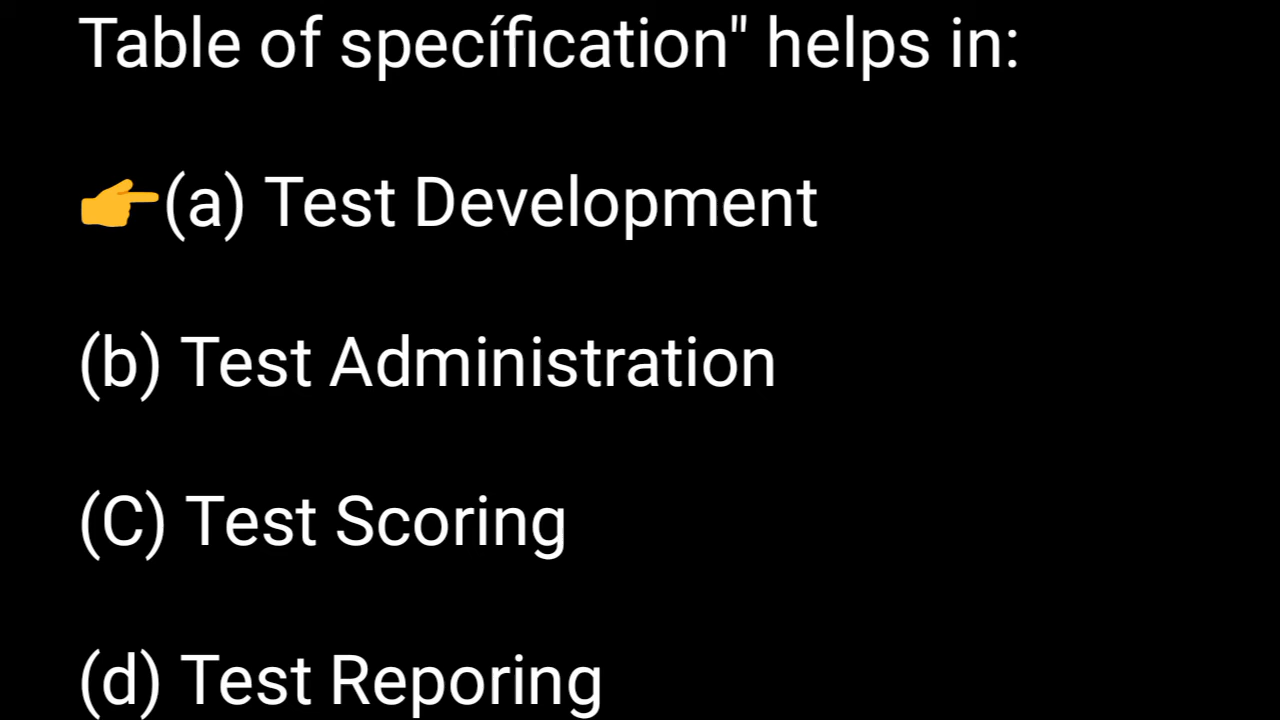 Table of specífication" helps in:
👉(a) Test Development
(b) Test Administration
(C) Test Scoring
(d) Test Reporing